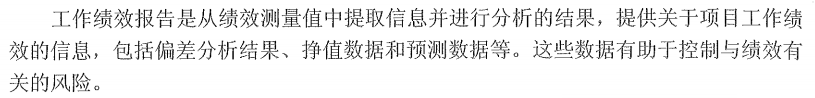 工作绩效报告是从绩效测量值中提取信息并进行分析的结果，提供关于项目工作绩
效的信息，包括偏差分析结果、挣值数据和预测数据等。这些数据有助于控制与绩效有
关的风险。